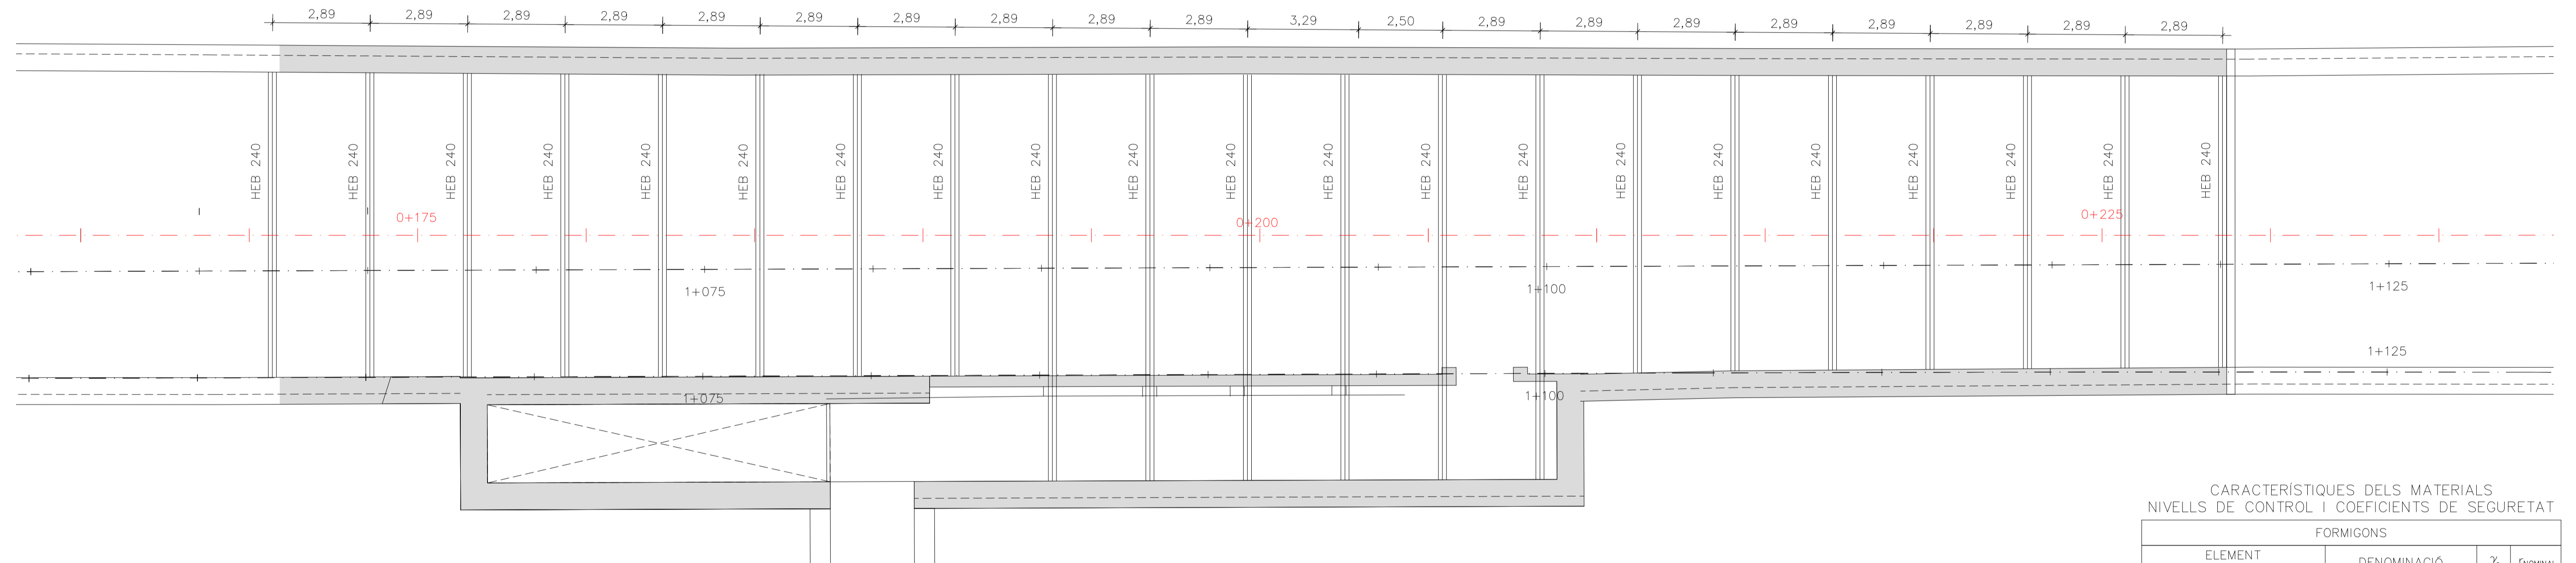 2,89 2,89 2,89 2,89 2,89 2,89 2,89 2,89 2,89 2,89 3,29 2,50 2,89 2,89 2,89 2,89 2,89 2,89 2,89 2,89
HEB 240 HEB 240 HEB 240 HEB 240 HEB 240 HEB 240 HEB 240 HEB 240 HEB 240 HEB 240 HEB 240 HEB 240 HEB 240 HEB 240 HEB 240 HEB 240 HEB 240 HEB 240 HEB 240 HEB 240 HEB 240
0+175 0+200 0+225
1+075 1+100 1+125
1+125
1+075 1+100
CARACTERÍSTIQUES DELS MATERIALS
NIVELLS DE CONTROL I COEFICIENTS DE SEGURETAT
FORMIGONS
ELEMENT
DENOMINACIÓ